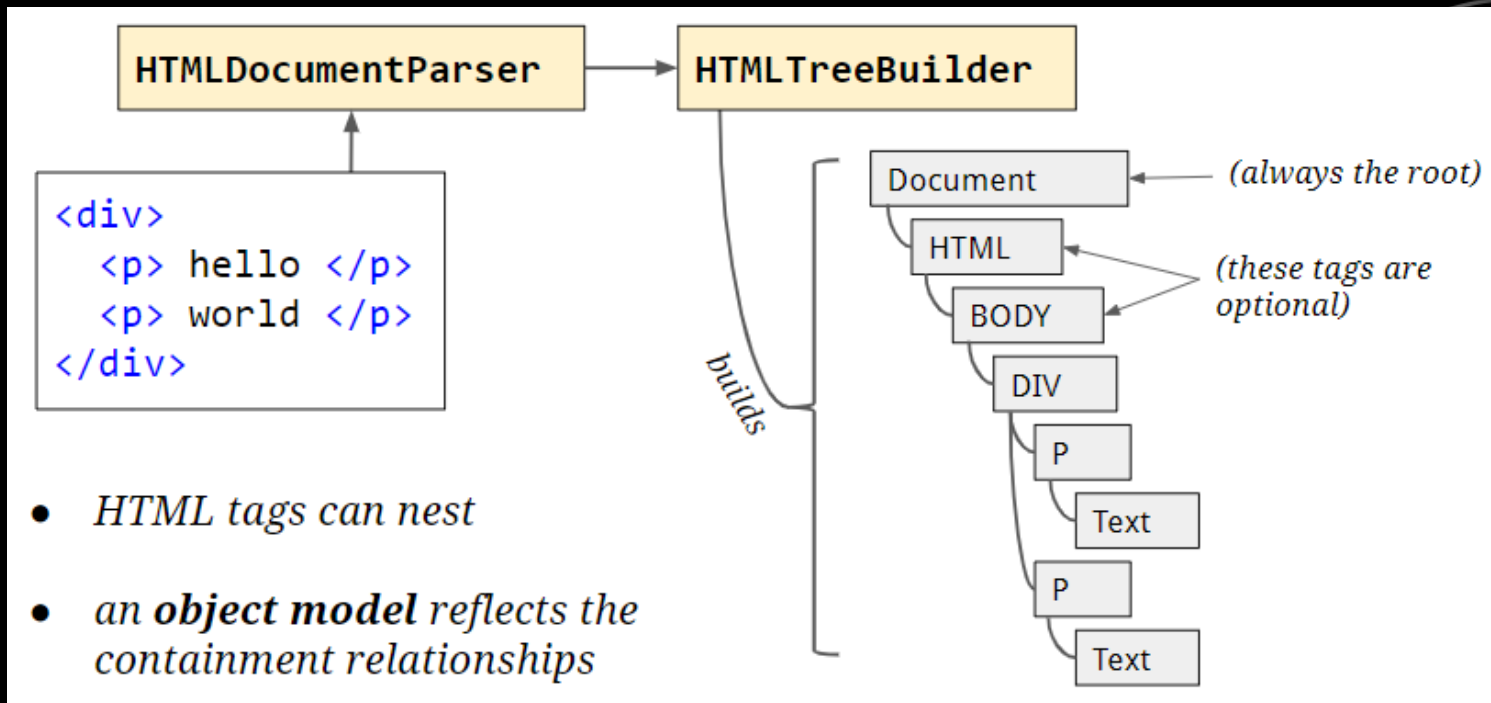 HTMLDocumentParser
HTMLTreeBuilder
<div>
  <p> hello </p>
  <p> world </p>
</div>
builds
Document
(always the root)
HTML
(these tags are
optional)
BODY
DIV
P
Text
P
Text
● HTML tags can nest
● an object model reflects the
containment relationships